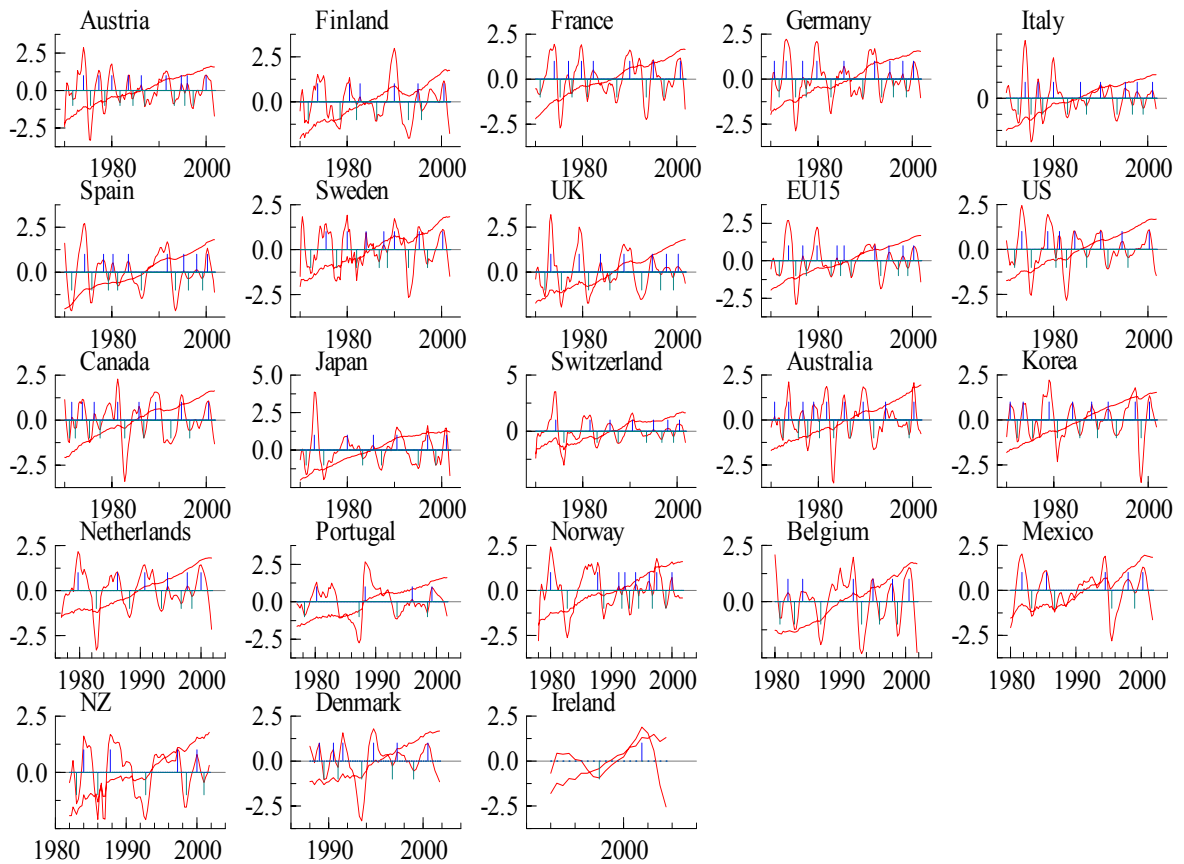 Austria
2.5
0.0
-2.5
1980 2000
Finland
2.5
0.0
1980 2000
France
2.5
0.0
-2.5
1980 2000
Germany
2.5
0.0
-2.5
1980 2000
Italy
0
1980 2000
Spain
2.5
0.0
1980 2000
Sweden
2.5
0.0
-2.5
1980 2000
UK
2.5
0.0
1980 2000
EU15
2.5
0.0
-2.5
1980 2000
US
2.5
0.0
-2.5
1980 2000
Canada
2.5
0.0
-2.5
1980 2000
Japan
5.0
2.5
0.0
1980 2000
Switzerland
5
0
1980 2000
Australia
2.5
0.0
-2.5
1980 2000
Korea
2.5
0.0
-2.5
1980 2000
Netherlands
2.5
0.0
-2.5
1980 1990 2000
Portugal
2.5
0.0
-2.5
1980 1990 2000
Norway
2.5
0.0
-2.5
1980 1990 2000
Belgium
2.5
0.0
1980 1990 2000
Mexico
2.5
0.0
-2.5
1980 1990 2000
NZ
2.5
0.0
1980 1990 2000
Denmark
2.5
0.0
-2.5
1990 2000
Ireland
2.5
0.0
-2.5
2000